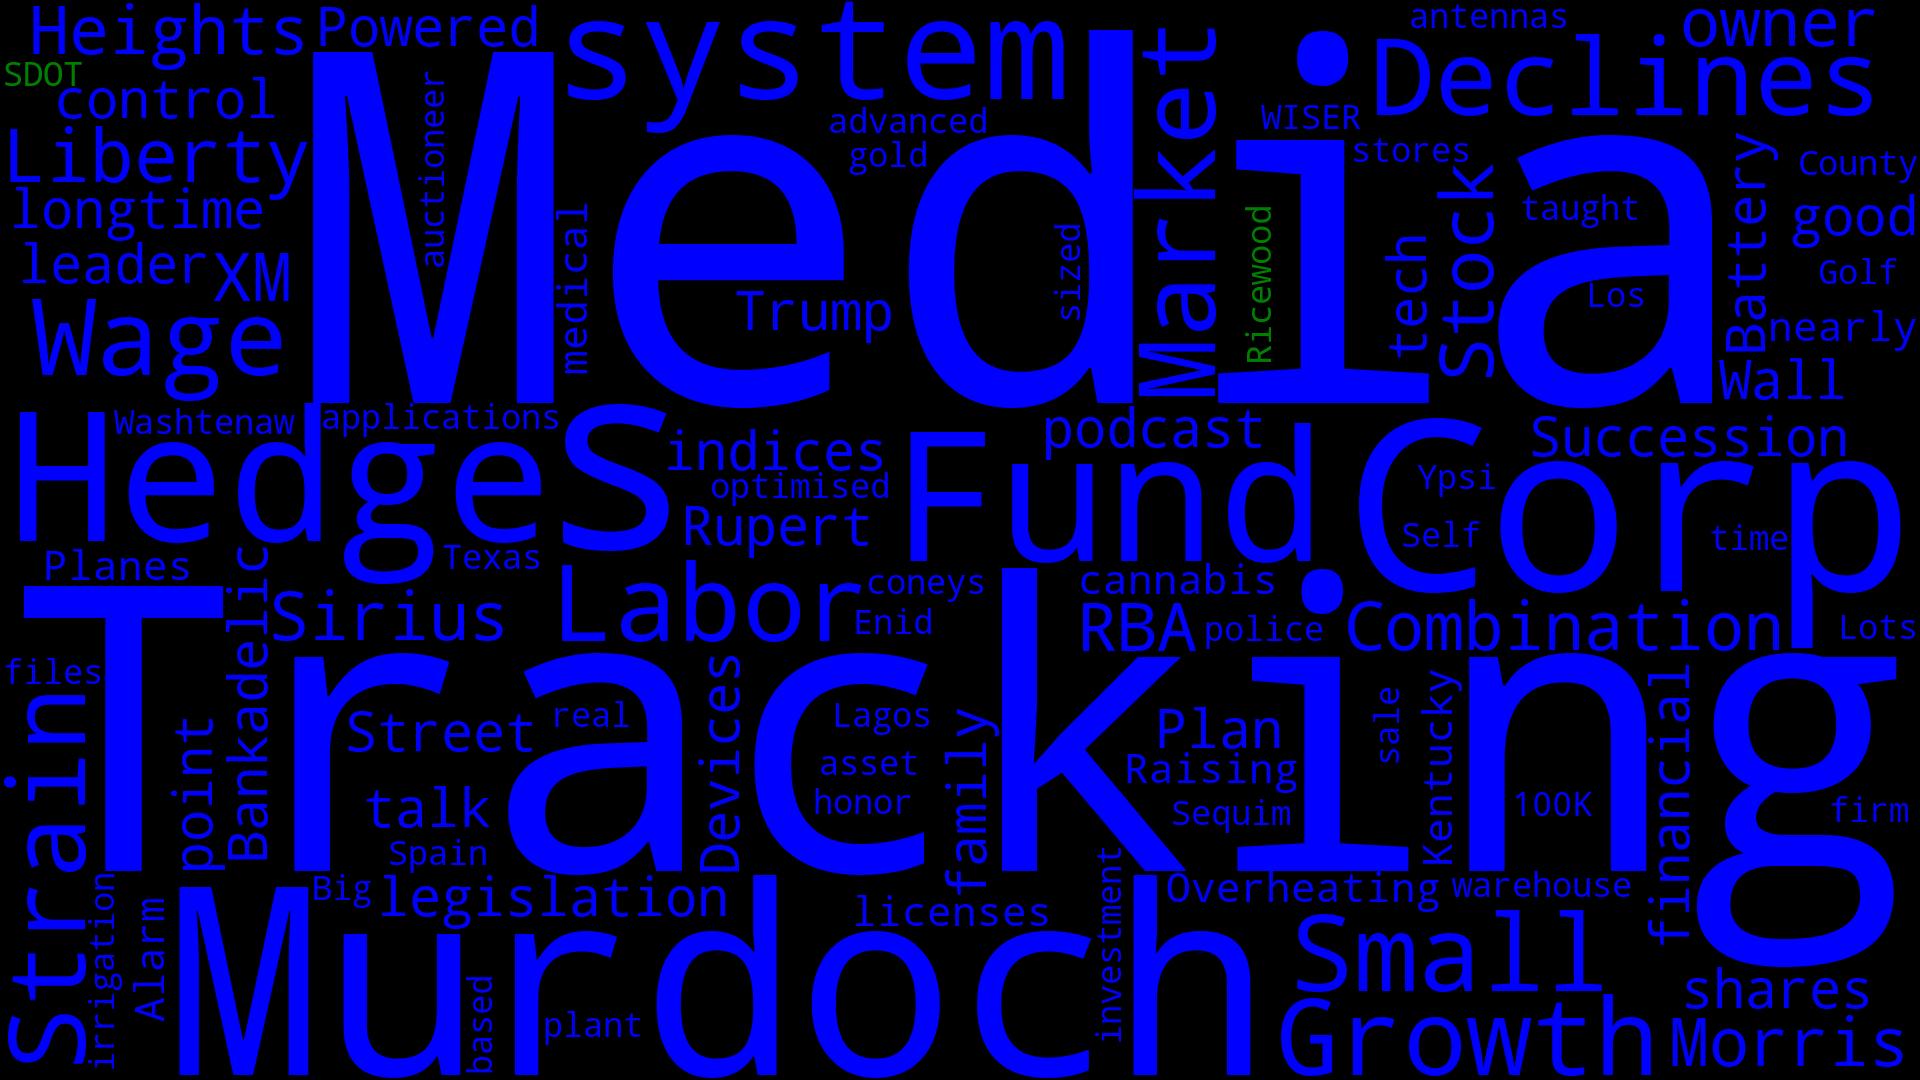 Heights
Powered
system
antennas
owner
SDOT
control
Declines
Media
Market
auctioneer
advanced
gold
WISER
stores
Liberty
longtime
leader
XM
medical
Trump
sized
Ricewood
tech
Stock
taught
Los
Battery
County
good
Golf
nearly
Wall
Wage
Washtenaw
applications
Hedge
S
indices
optimised
Rupert
Fund
podcast
Corp
Ypsi
Self
Succession
time
Planes
Texas
Bankadelic
Sirius
Labor
coneys
Enid
cannabis
RBA
police
Combination
Lots
files
Tracking
Strain
point
Street
real
talk
Spain
Devices
Lagos
asset
honor
family
Plan
Raising
Sequim
sale
Kentucky
100K
financial
firm
irrigation
Alarm
Big
legislation
licenses
investment
Overheating
warehouse
Murdoch
based
plant
Small
Growth
shares
Morris